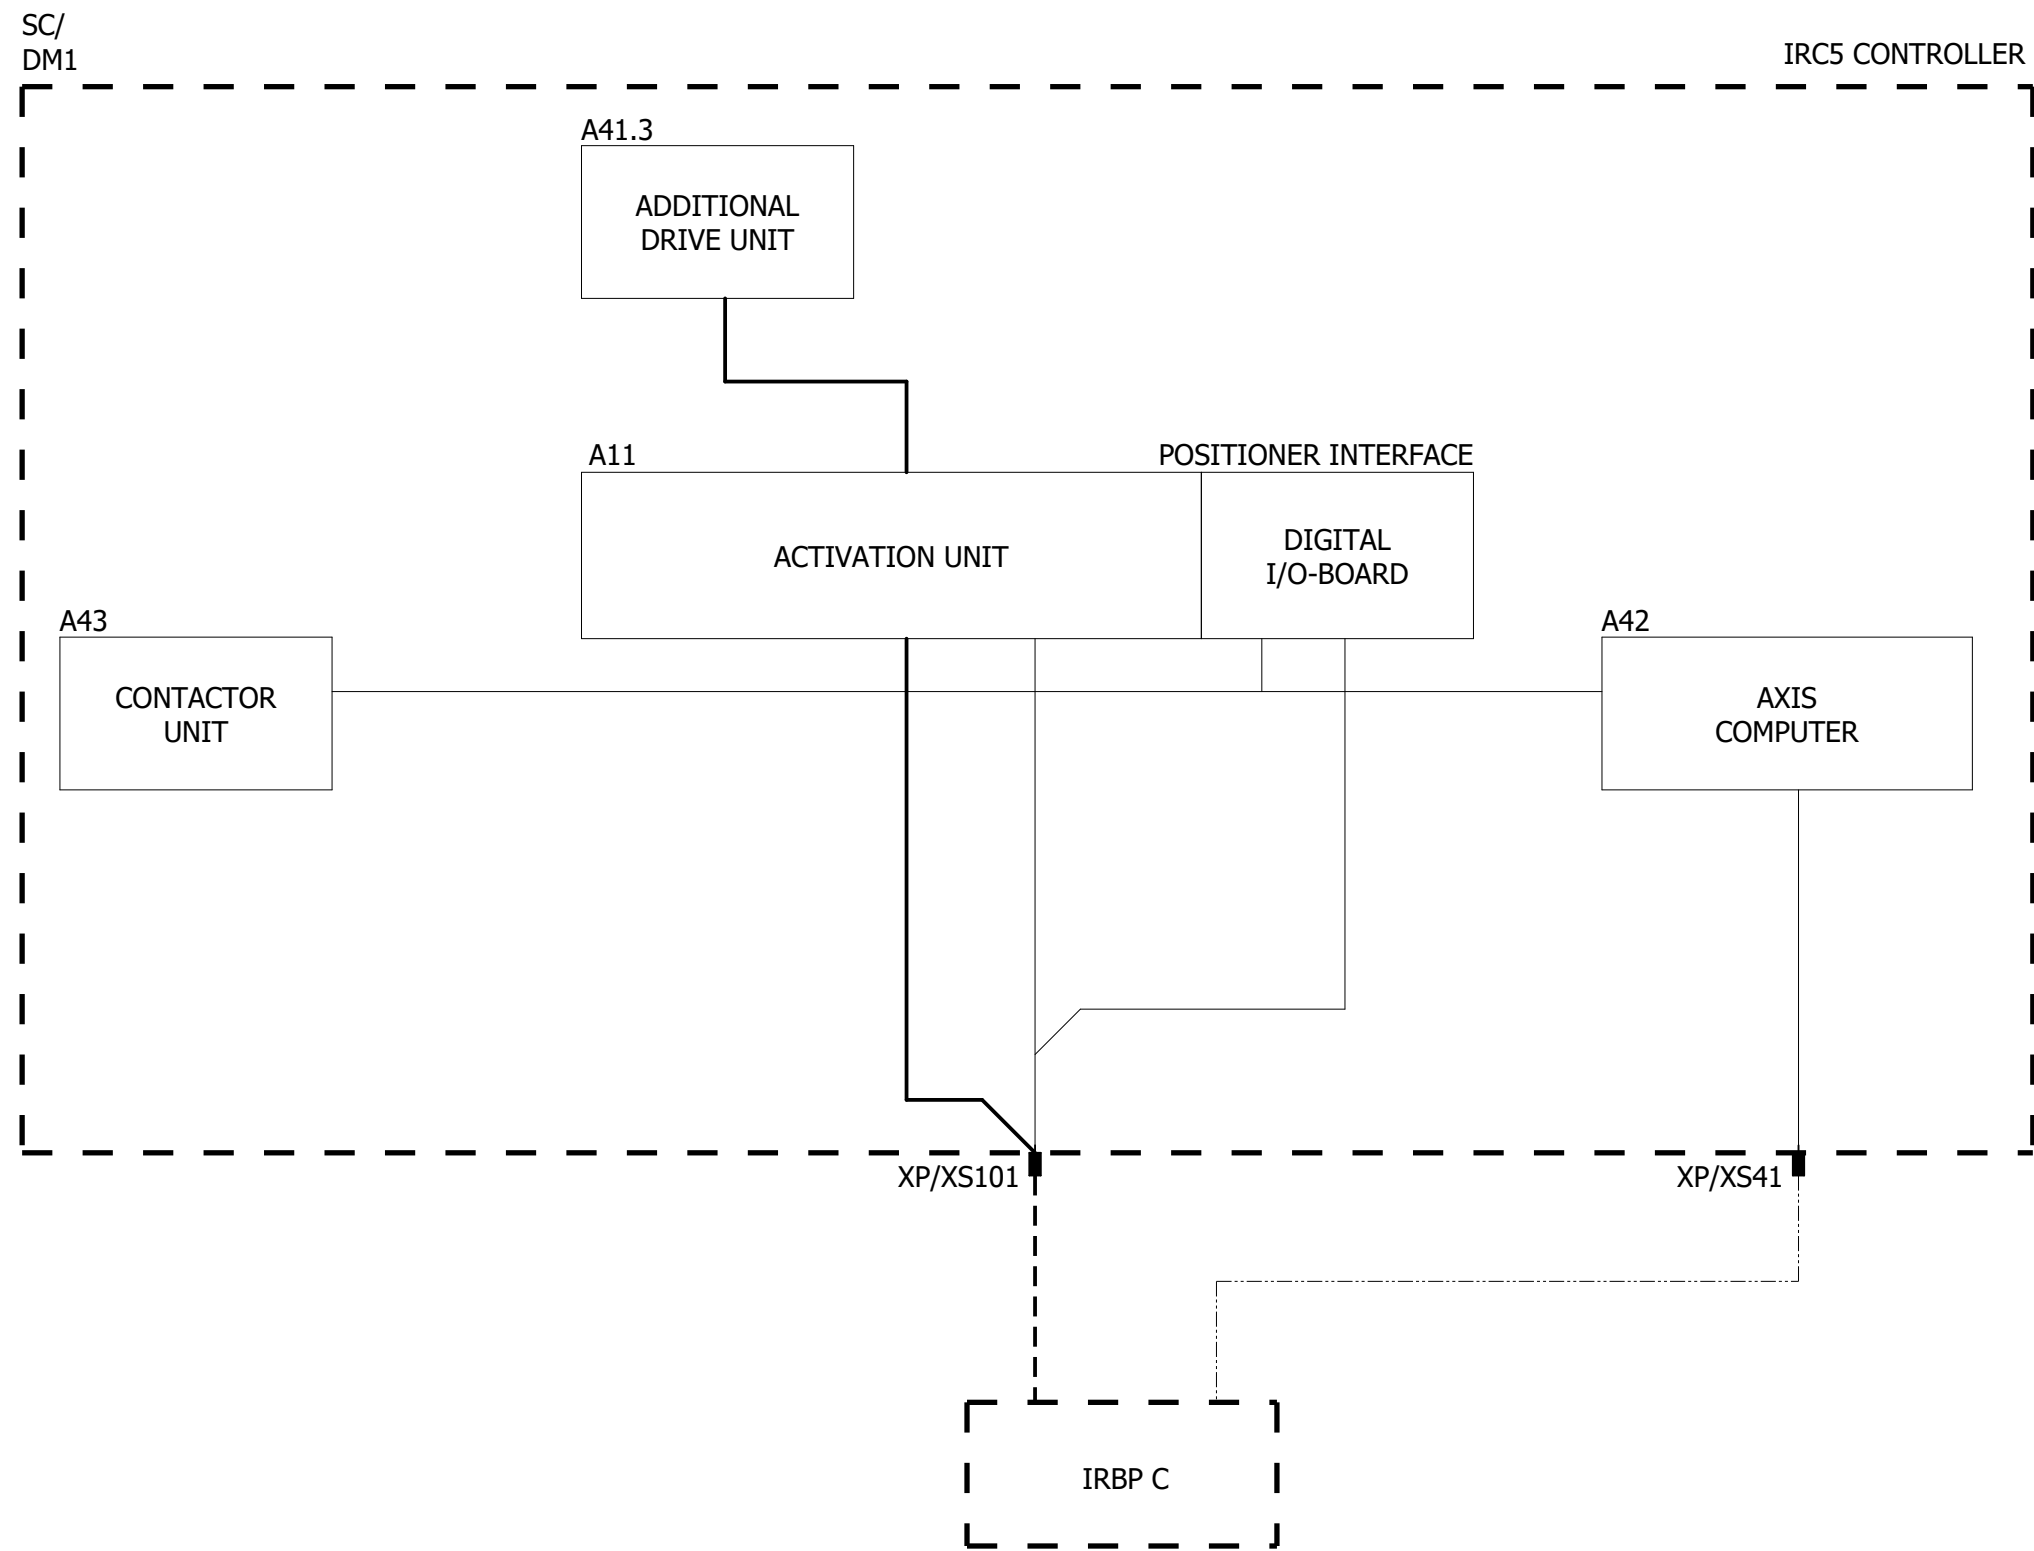 SC/
DM1
IRC5 CONTROLLER
A41.3
ADDITIONAL
DRIVE UNIT
A11
POSITIONER INTERFACE
ACTIVATION UNIT
DIGITAL
I/O-BOARD
A43
CONTACTOR
UNIT
A42
AXIS
COMPUTER
XP/XS101
XP/XS41
IRBP C